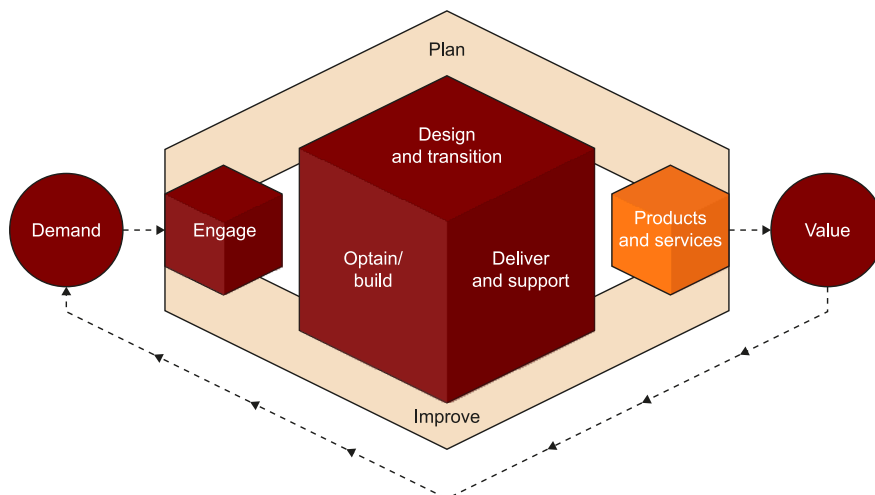 Plan
Design
and transition
Demand
Engage
Optain/
build
Deliver
and support
Products
and services
Value
Improve